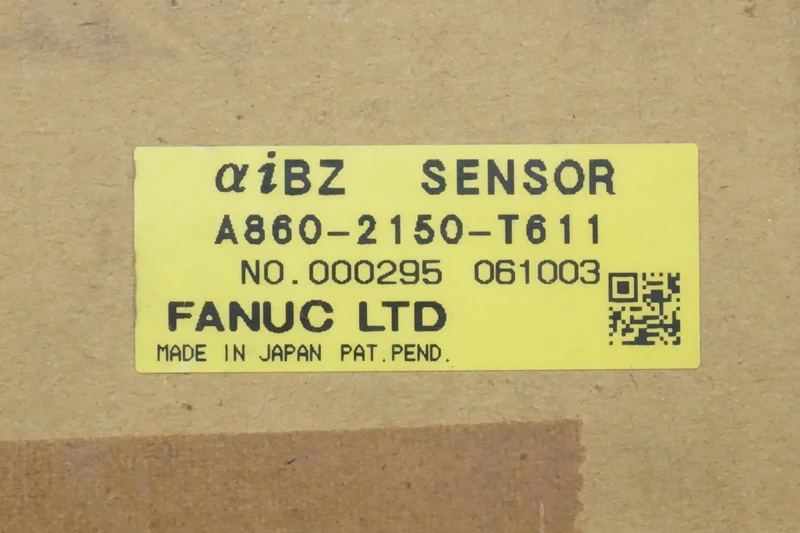 αiBZ SENSOR
A860-2150-T611
NO.000295 061003
FANUC LTD
MADE IN JAPAN PAT.PEND.